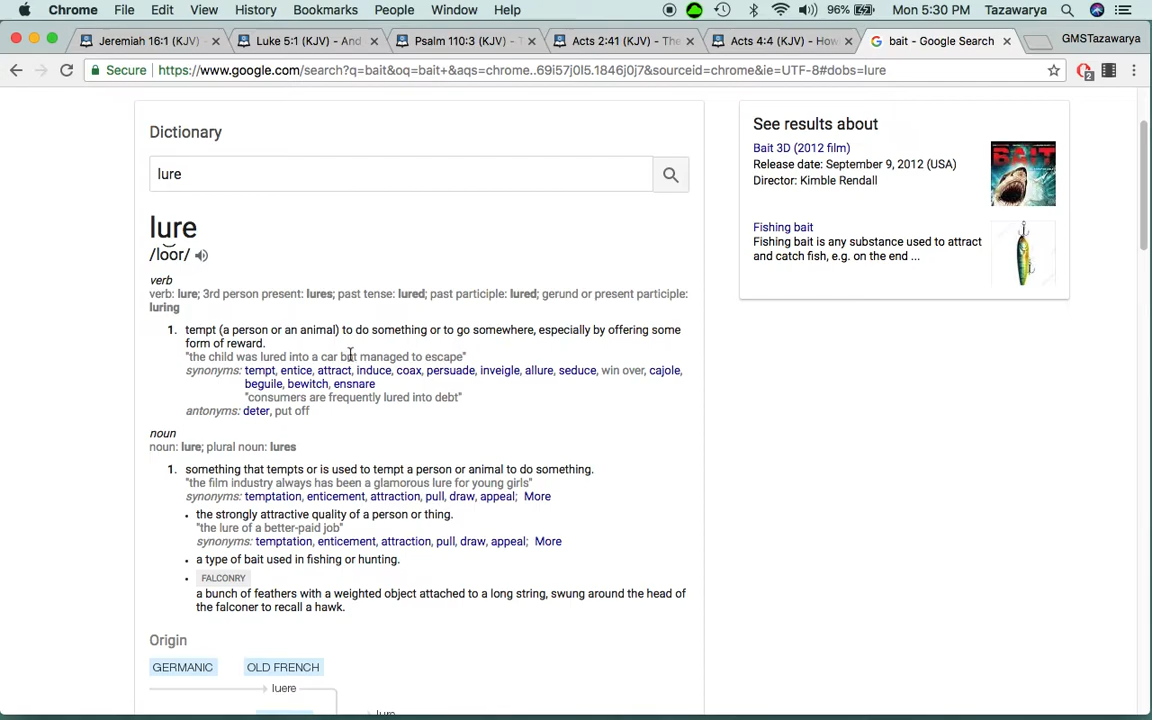 Chrome File Edit View History Bookmarks People Window Help 96% Mon 5:30 PM Tazawarya
Jeremiah 16:1 (KJV) - × Luke 5:1 (KJV) - And × Psalm 110:3 (KJV) - T × Acts 2:41 (KJV) - The × Acts 4:4 (KJV) - How × bait - Google Search × GMSTazawarya
Secure https://www.google.com/search?q=bait&oq=bait+&aqs=chrome..69i57j0l5.1846j0j7&sourceid=chrome&ie=UTF-8#dobs=lure 2
Dictionary
lure
lure
/lo͝or/
verb
verb: lure; 3rd person present: lures; past tense: lured; past participle: lured; gerund or present participle:
luring
1. tempt (a person or an animal) to do something or to go somewhere, especially by offering some
form of reward.
"the child was lured into a car but managed to escape"
synonyms: tempt, entice, attract, induce, coax, persuade, inveigle, allure, seduce, win over, cajole,
beguile, bewitch, ensnare
"consumers are frequently lured into debt"
antonyms: deter, put off
noun
noun: lure; plural noun: lures
1. something that tempts or is used to tempt a person or animal to do something.
"the film industry always has been a glamorous lure for young girls"
synonyms: temptation, enticement, attraction, pull, draw, appeal; More
• the strongly attractive quality of a person or thing.
"the lure of a better-paid job"
synonyms: temptation, enticement, attraction, pull, draw, appeal; More
• a type of bait used in fishing or hunting.
• FALCONRY
a bunch of feathers with a weighted object attached to a long string, swung around the head of
the falconer to recall a hawk.
Origin
GERMANIC OLD FRENCH
luere
lure
See results about
Bait 3D (2012 film)
Release date: September 9, 2012 (USA)
Director: Kimble Rendall
BAIT
Fishing bait
Fishing bait is any substance used to attract
and catch fish, e.g. on the end ...